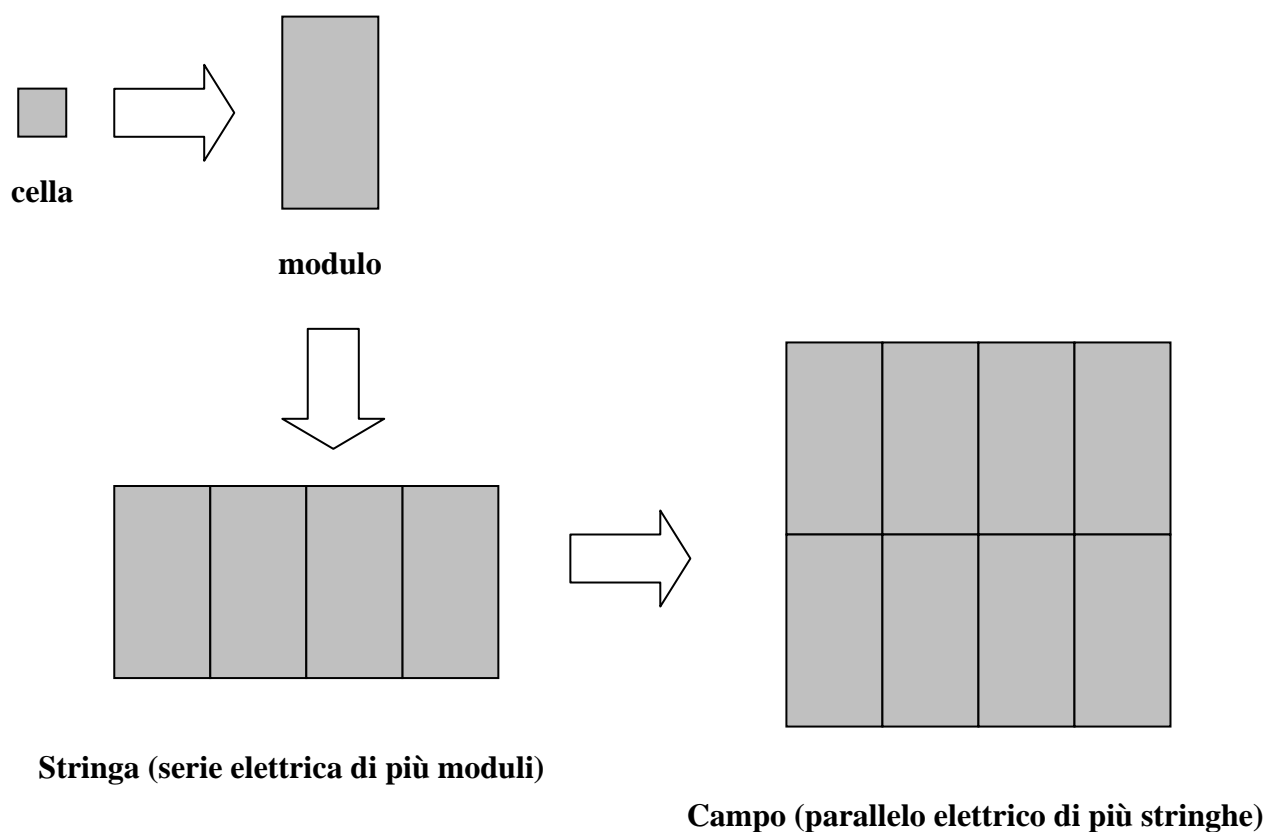 cella
modulo
Stringa (serie elettrica di più moduli)
Campo (parallelo elettrico di più stringhe)